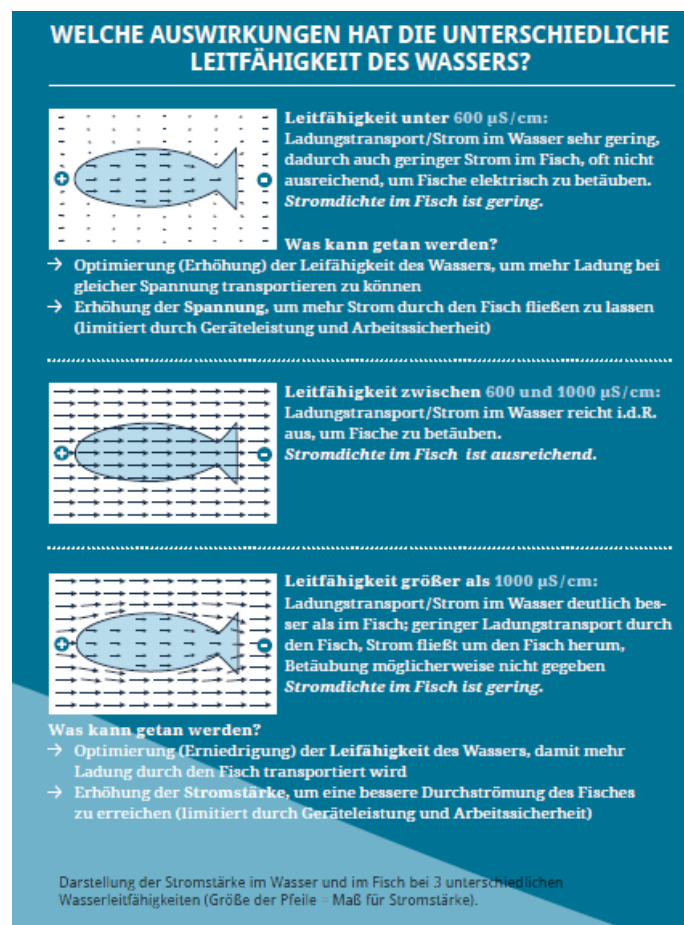 WELCHE AUSWIRKUNGEN HAT DIE UNTERSCHIEDLICHE
LEITFÄHIGKEIT DES WASSERS?
Leitfähigkeit unter 600 µS/cm:
Ladungstransport/Strom im Wasser sehr gering,
dadurch auch geringer Strom im Fisch, oft nicht
ausreichend, um Fische elektrisch zu betäuben.
Stromdichte im Fisch ist gering.
Was kann getan werden?
→ Optimierung (Erhöhung) der Leifähigkeit des Wassers, um mehr Ladung bei
gleicher Spannung transportieren zu können
→ Erhöhung der Spannung, um mehr Strom durch den Fisch fließen zu lassen
(limitiert durch Geräteleistung und Arbeitssicherheit)
Leitfähigkeit zwischen 600 und 1000 µS/cm:
Ladungstransport/Strom im Wasser reicht i.d.R.
aus, um Fische zu betäuben.
Stromdichte im Fisch ist ausreichend.
Leitfähigkeit größer als 1000 µS/cm:
Ladungstransport/Strom im Wasser deutlich bes-
ser als im Fisch; geringer Ladungstransport durch
den Fisch, Strom fließt um den Fisch herum,
Betäubung möglicherweise nicht gegeben
Stromdichte im Fisch ist gering.
Was kann getan werden?
→ Optimierung (Erniedrigung) der Leifähigkeit des Wassers, damit mehr
Ladung durch den Fisch transportiert wird
→ Erhöhung der Stromstärke, um eine bessere Durchströmung des Fisches
zu erreichen (limitiert durch Geräteleistung und Arbeitssicherheit)
Darstellung der Stromstärke im Wasser und im Fisch bei 3 unterschiedlichen
Wasserleitfähigkeiten (Größe der Pfeile = Maß für Stromstärke).